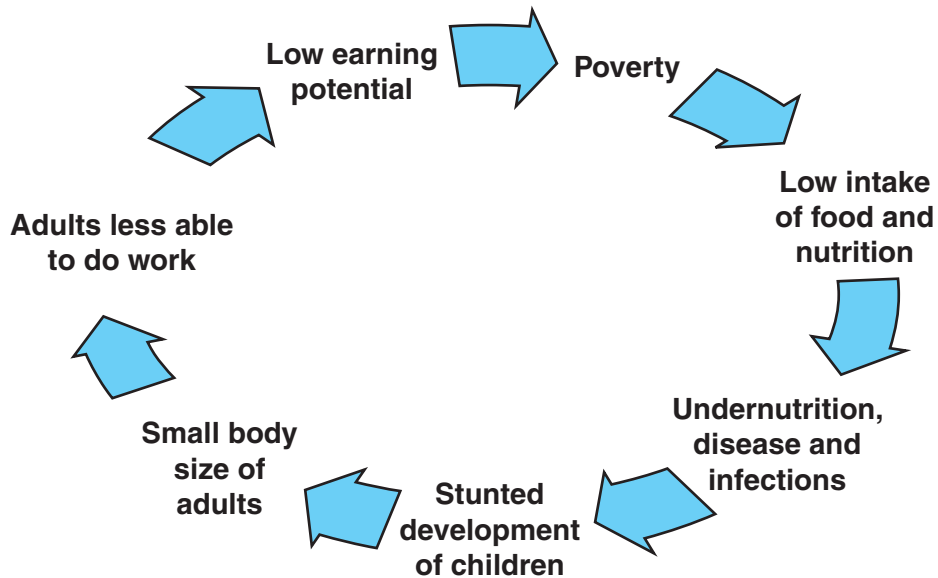 Low earning
potential
Poverty
Low intake
of food and
nutrition
Undernutrition,
disease and
infections
Stunted
development
of children
Small body
size of
adults
Adults less able
to do work